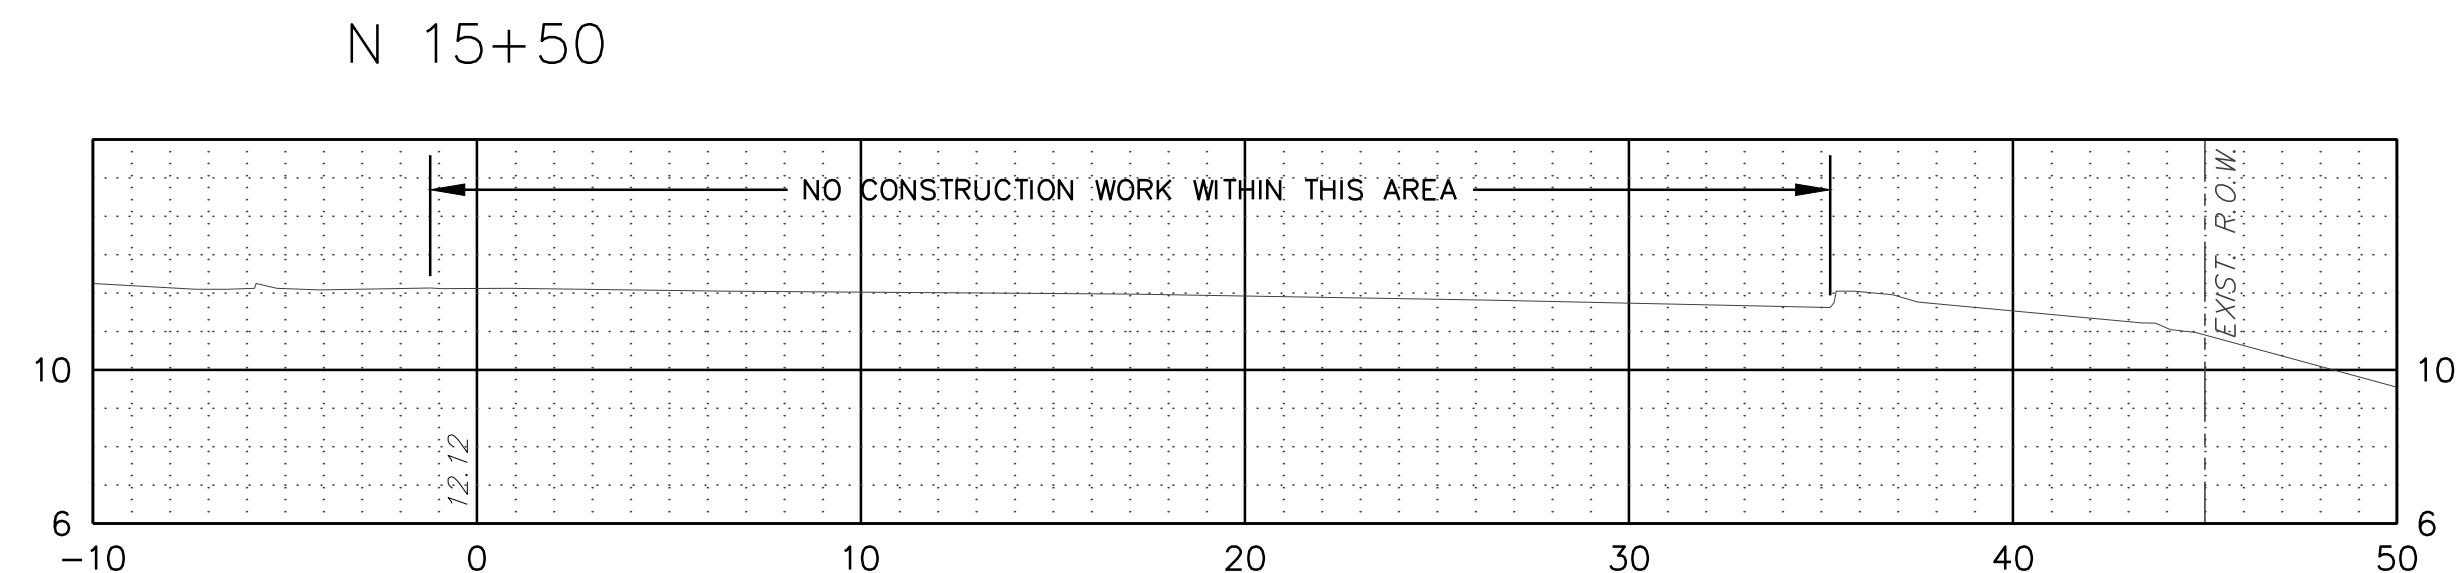 N 15+50
NO CONSTRUCTION WORK WITHIN THIS AREA
EXIST. R.O.W.
10
10
12.12
6
6
-10 0 10 20 30 40 50